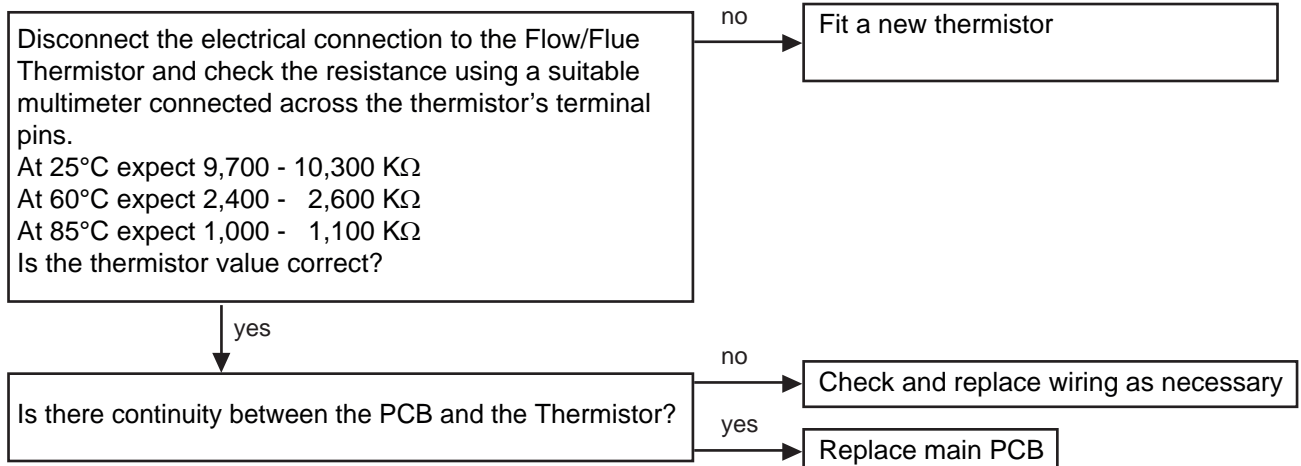 Disconnect the electrical connection to the Flow/Flue
Thermistor and check the resistance using a suitable
multimeter connected across the thermistor’s terminal
pins.
At 25°C expect 9,700 - 10,300 KΩ
At 60°C expect 2,400 - 2,600 KΩ
At 85°C expect 1,000 - 1,100 KΩ
Is the thermistor value correct?
no
Fit a new thermistor
yes
Is there continuity between the PCB and the Thermistor?
no
Check and replace wiring as necessary
yes
Replace main PCB